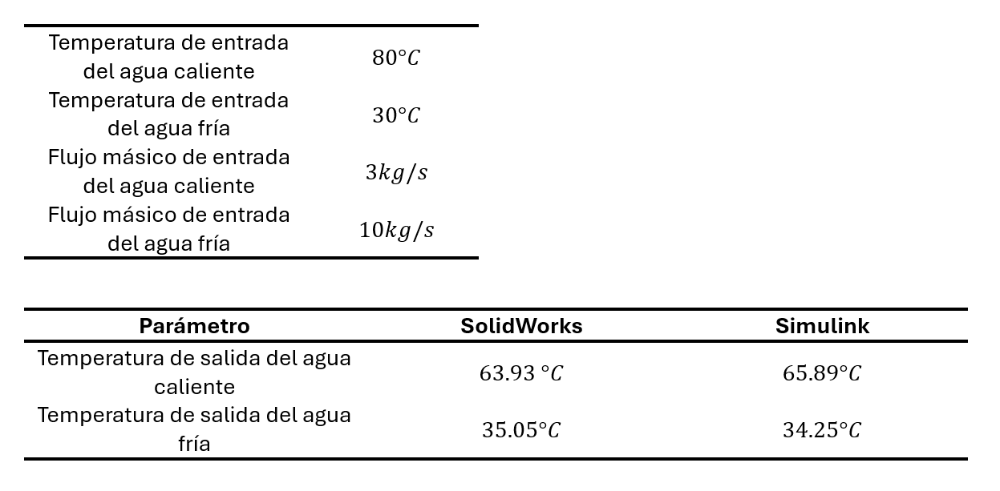 Temperatura de entrada
del agua caliente
80°C
Temperatura de entrada
del agua fría
30°C
Flujo másico de entrada
del agua caliente
3kg/s
Flujo másico de entrada
del agua fría
10kg/s
Parámetro SolidWorks Simulink
Temperatura de salida del agua
caliente
63.93 °C 65.89°C
Temperatura de salida del agua
fría
35.05°C 34.25°C